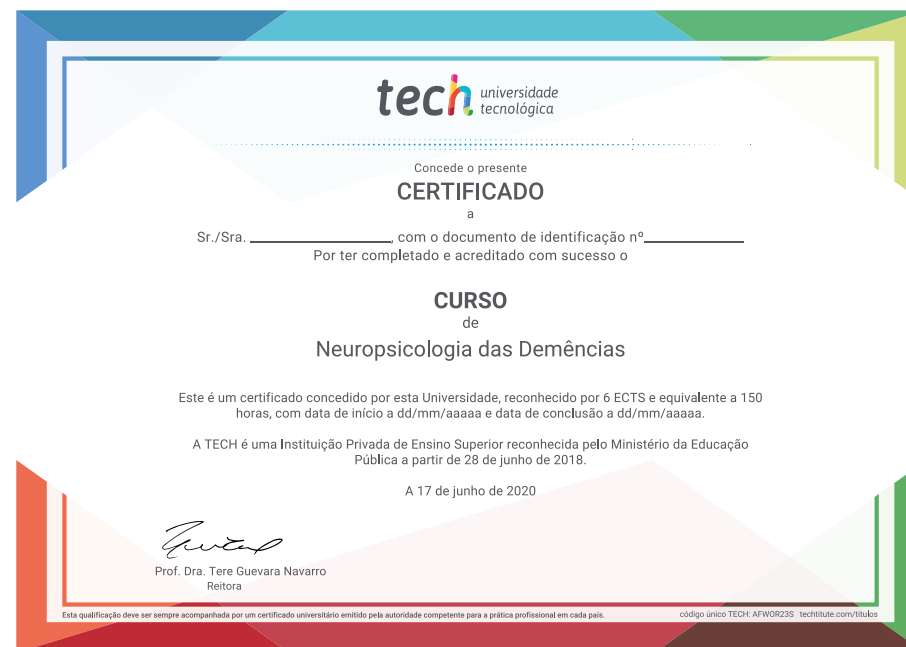 tech universidade
tecnológica
Concede o presente
CERTIFICADO
a
Sr./Sra. ____________________, com o documento de identificação nº______________
Por ter completado e acreditado com sucesso o
CURSO
de
Neuropsicologia das Demências
Este é um certificado concedido por esta Universidade, reconhecido por 6 ECTS e equivalente a 150
horas, com data de início a dd/mm/aaaaa e data de conclusão a dd/mm/aaaaa.
A TECH é uma Instituição Privada de Ensino Superior reconhecida pelo Ministério da Educação
Pública a partir de 28 de junho de 2018.
A 17 de junho de 2020
Prof. Dra. Tere Guevara Navarro
Reitora
Esta qualificação deve ser sempre acompanhada por um certificado universitário emitido pela autoridade competente para a prática profissional em cada país.
código único TECH: AFWOR23S techtitute.com/titulos